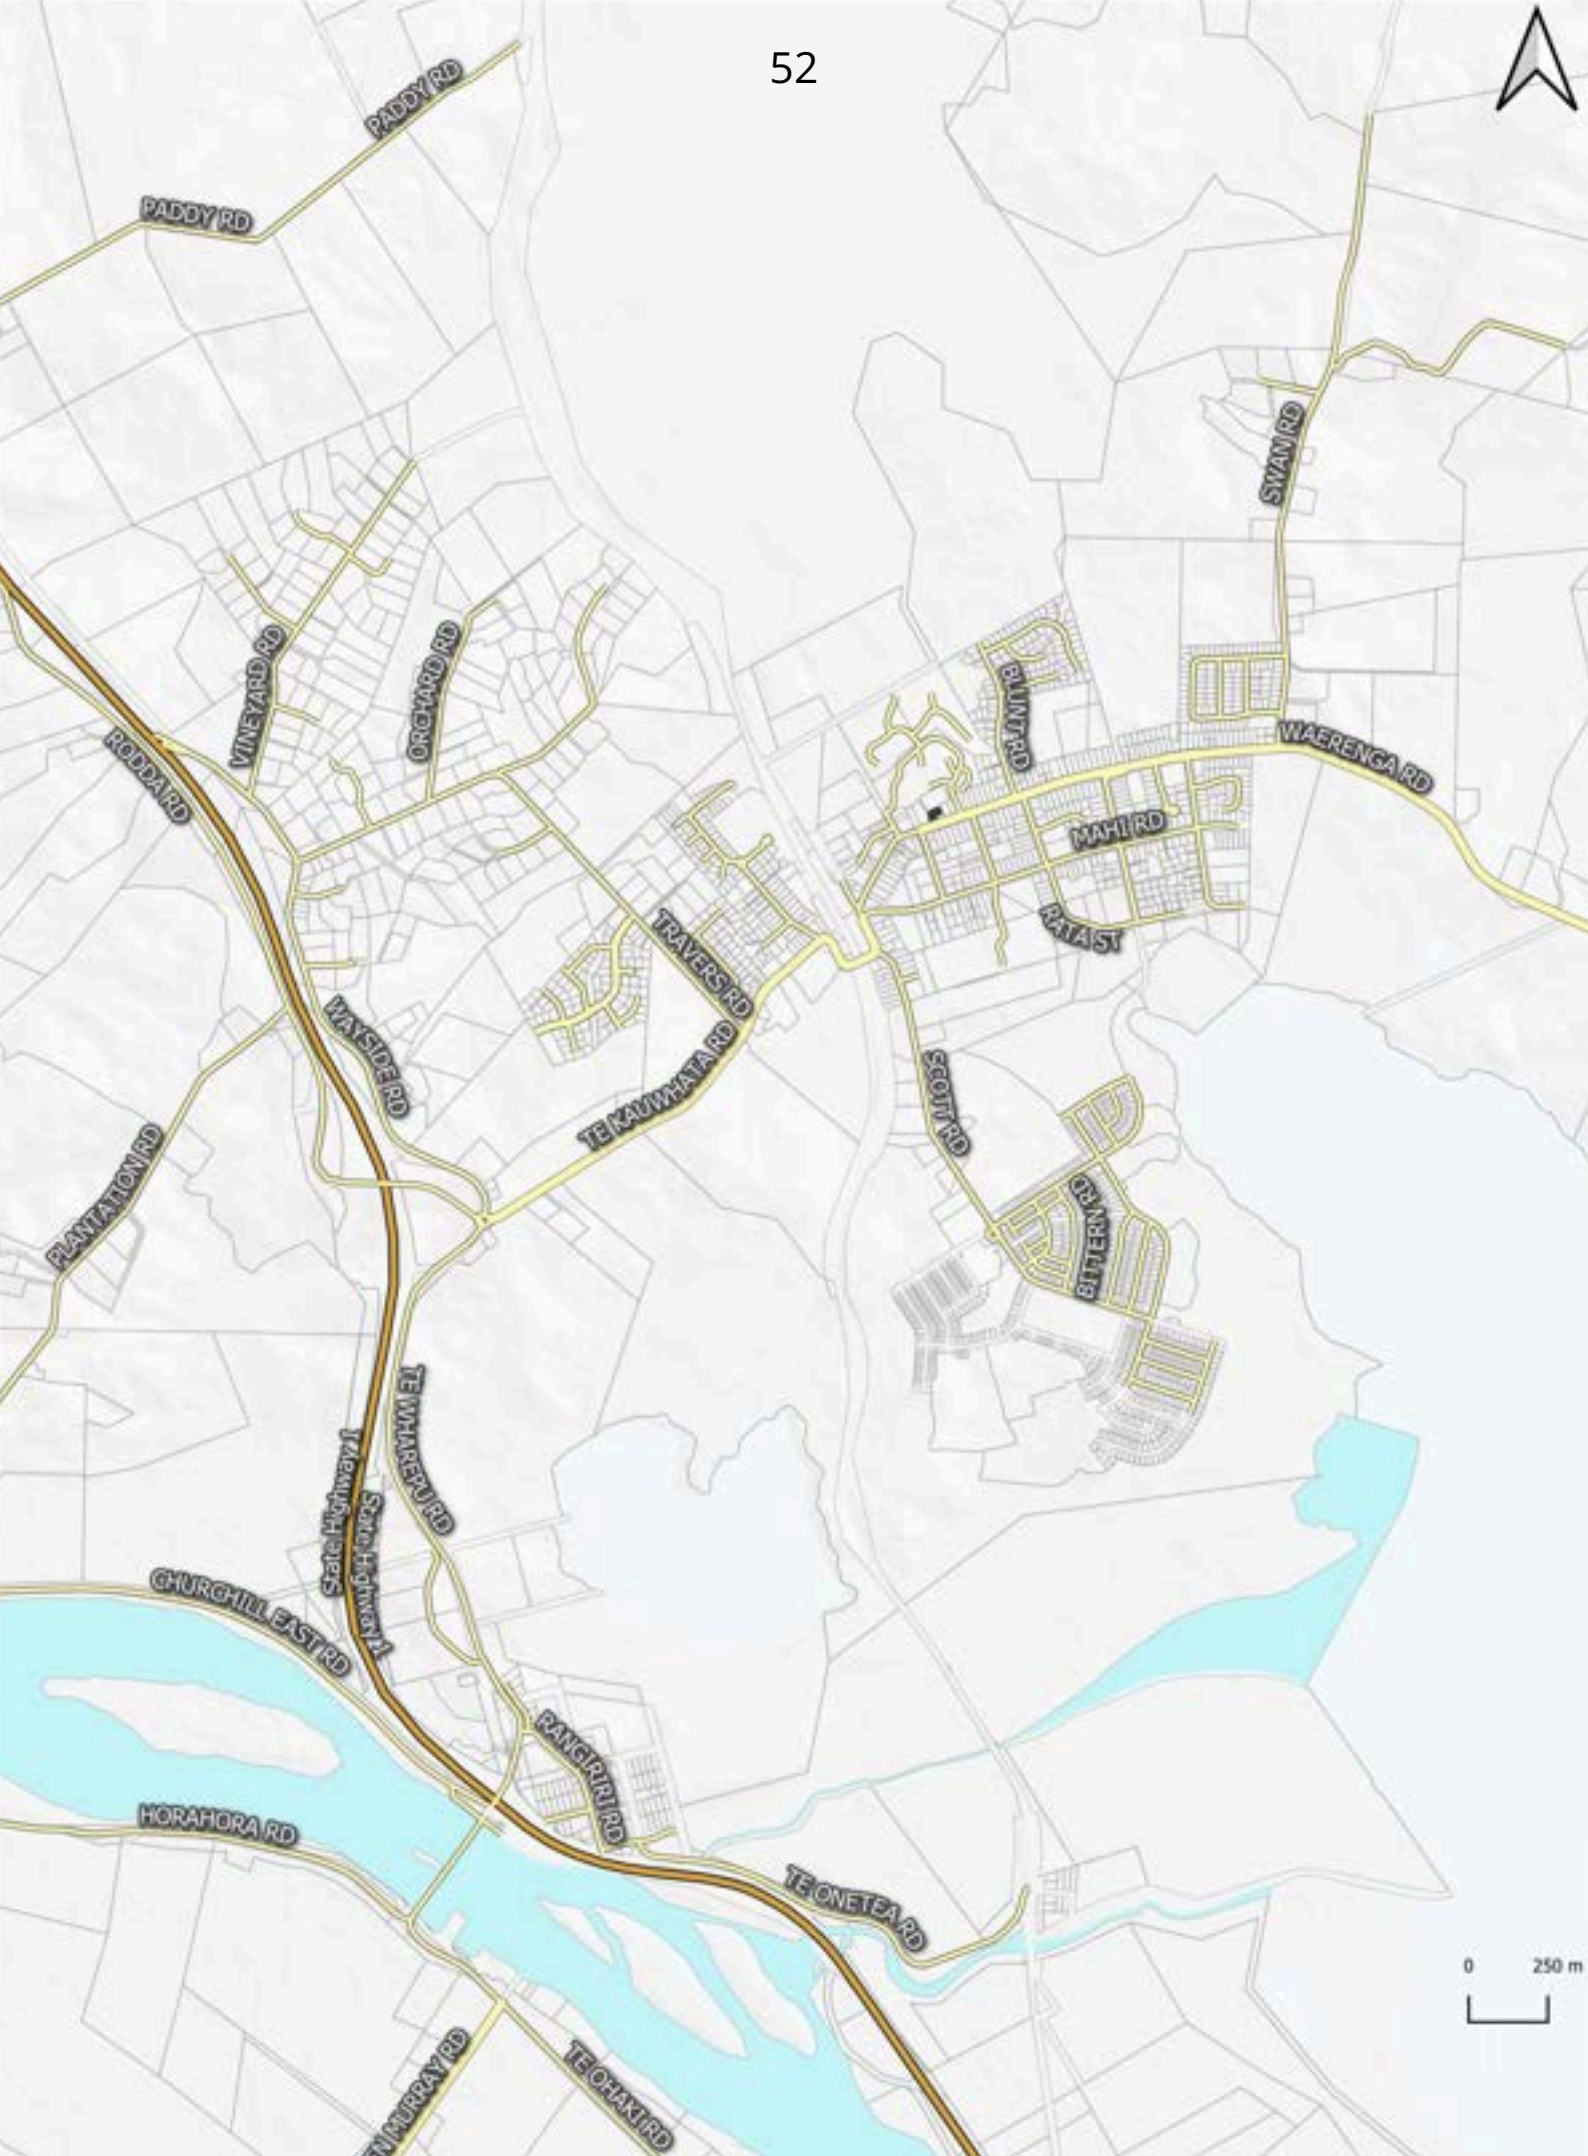 52
PADDY RD
PADDY RD
SWAN RD
VINEYARD RD
ORCHARD RD
BLUNT RD
RODDA RD
WAERENGA RD
MAHI RD
RATA ST
TRAVERS RD
WAYSIDE RD
TE KAUWHATA RD
SCOTT RD
PLANTATION RD
BITTERN RD
TE WHAREPU RD
State Highway 1
State Highway 1
CHURCHILL EAST RD
RANGIRIRI RD
HORAHORA RD
TE ONETEA RD
0 250 m
EN MURRAY RD
TE OHAKI RD